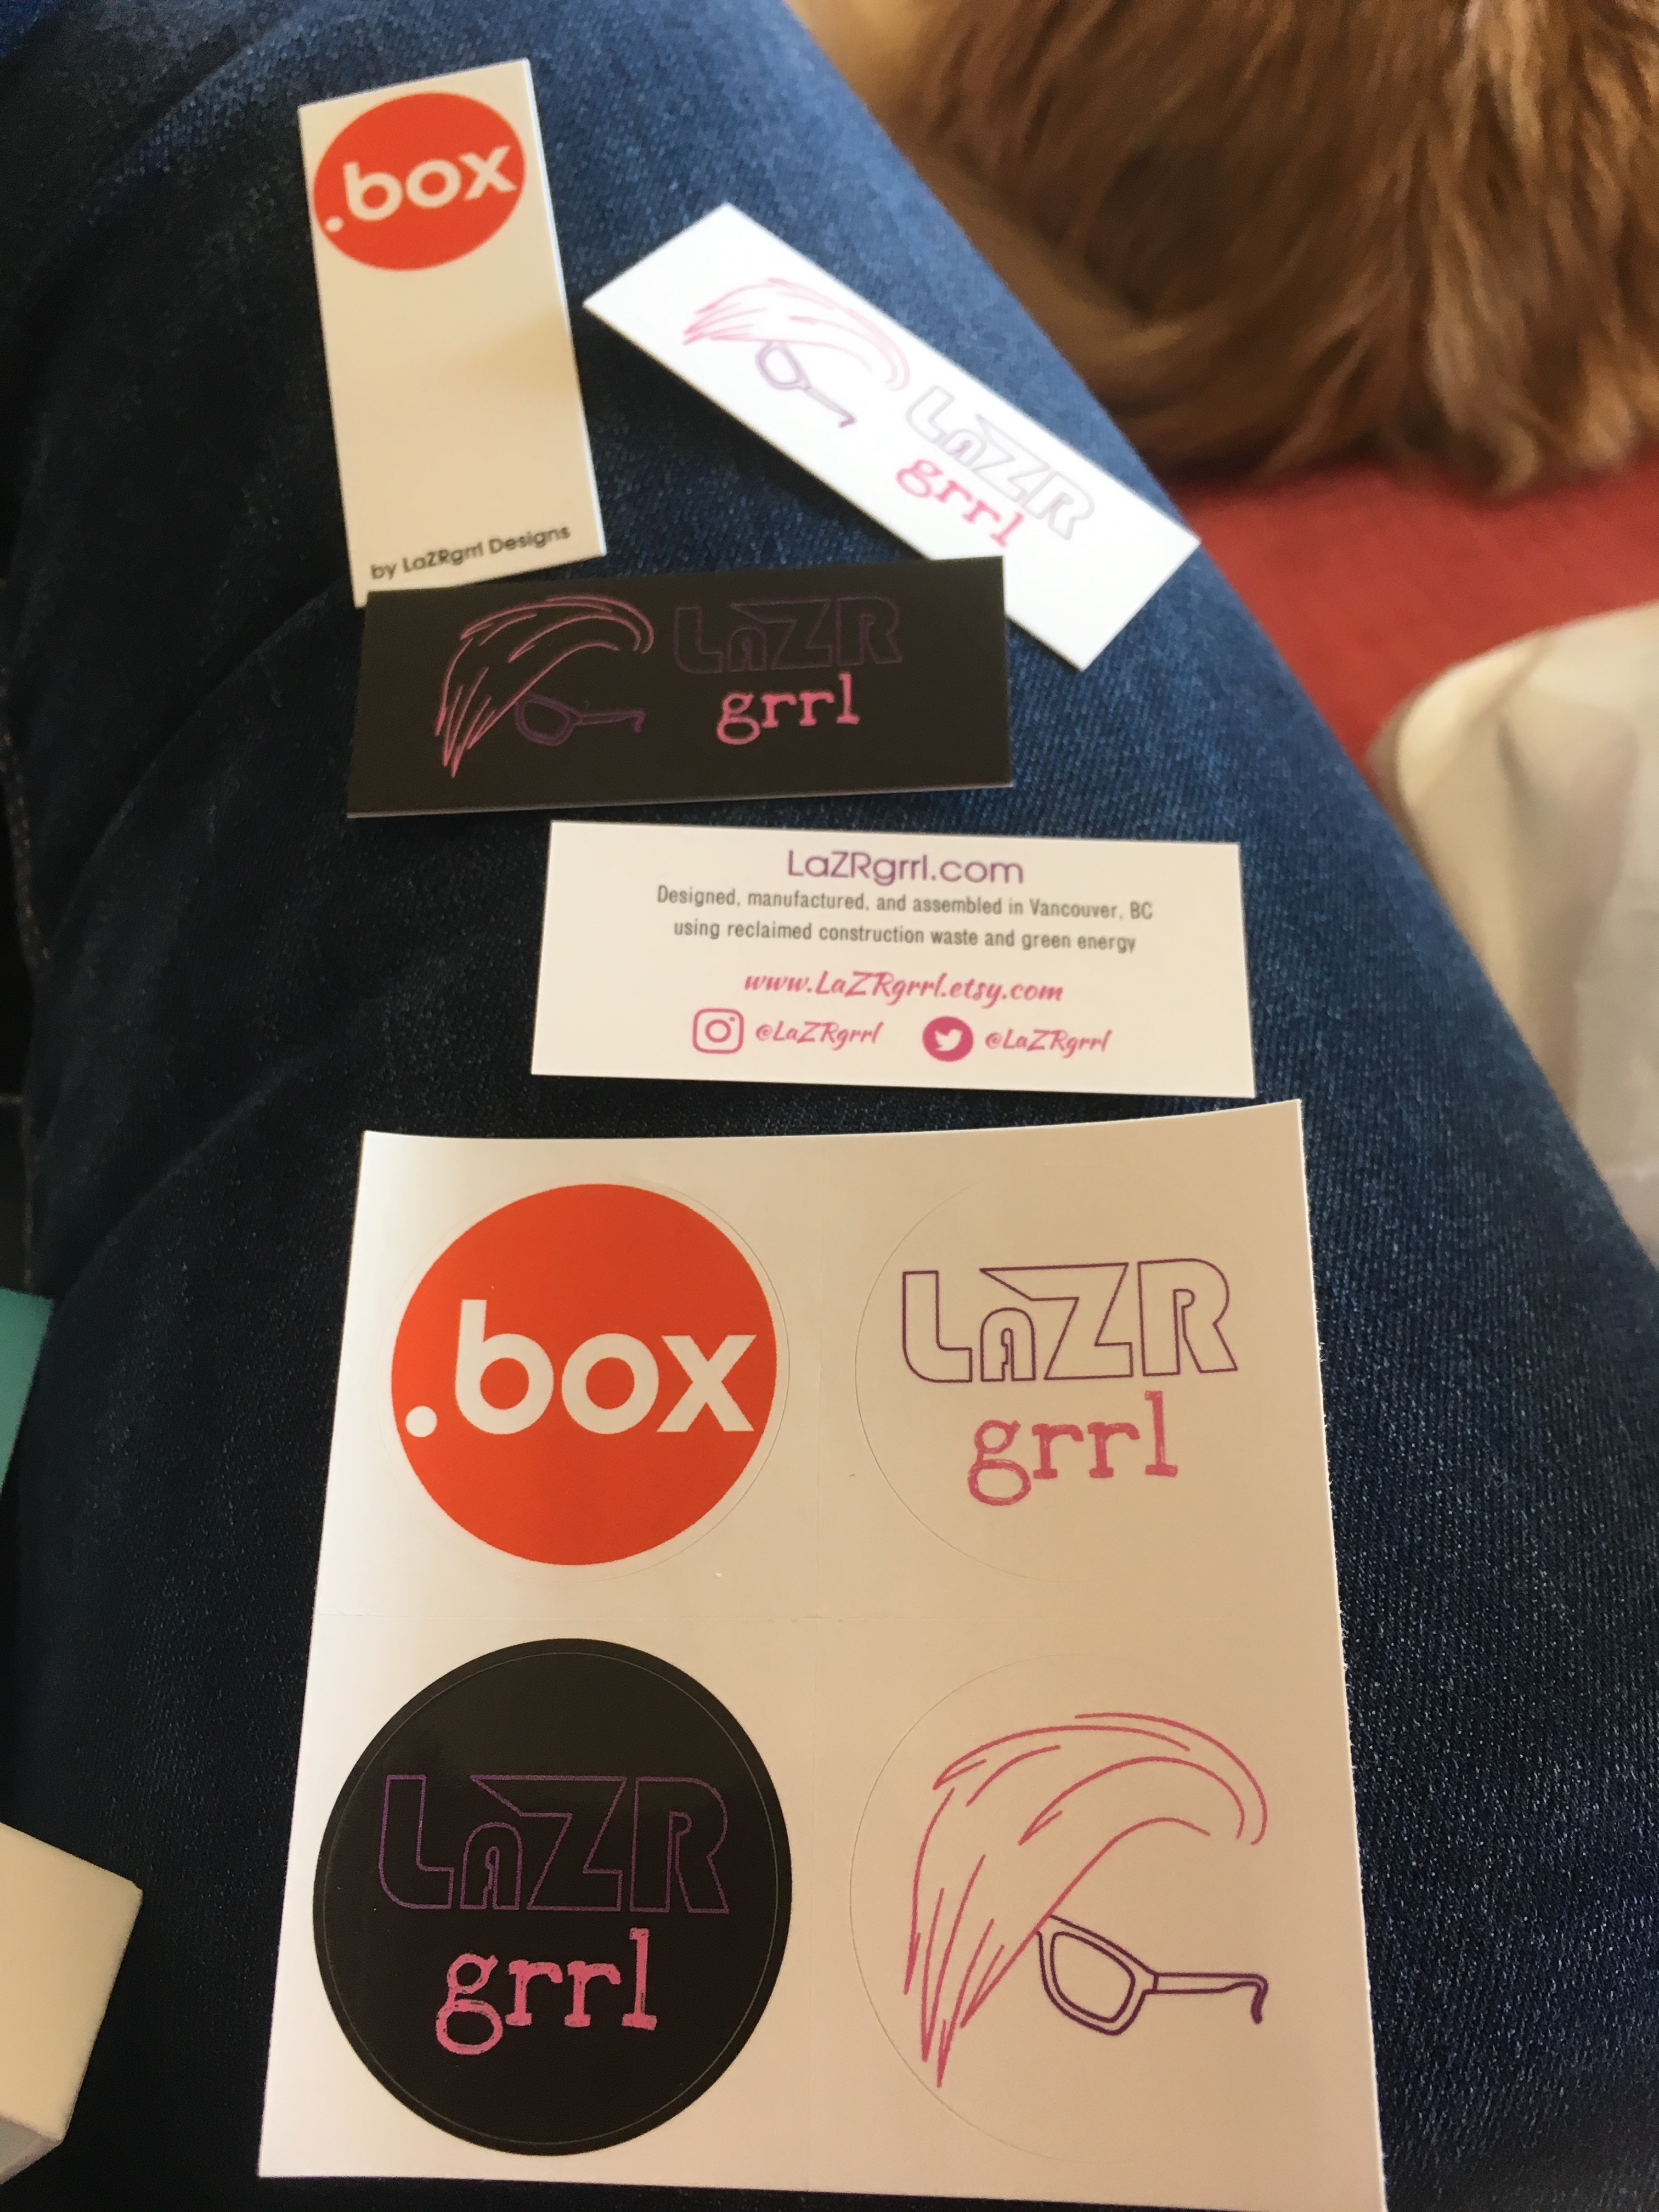 .box
by LaZRgrrl Designs
LaZR
grrl
LaZR
grrl
LaZRgrrl.com
Designed, manufactured, and assembled in Vancouver, BC
using reclaimed construction waste and green energy
www.LaZRgrrl.etsy.com
@LaZRgrrl @LaZRgrrl
.box
LaZR
grrl
LaZR
grrl